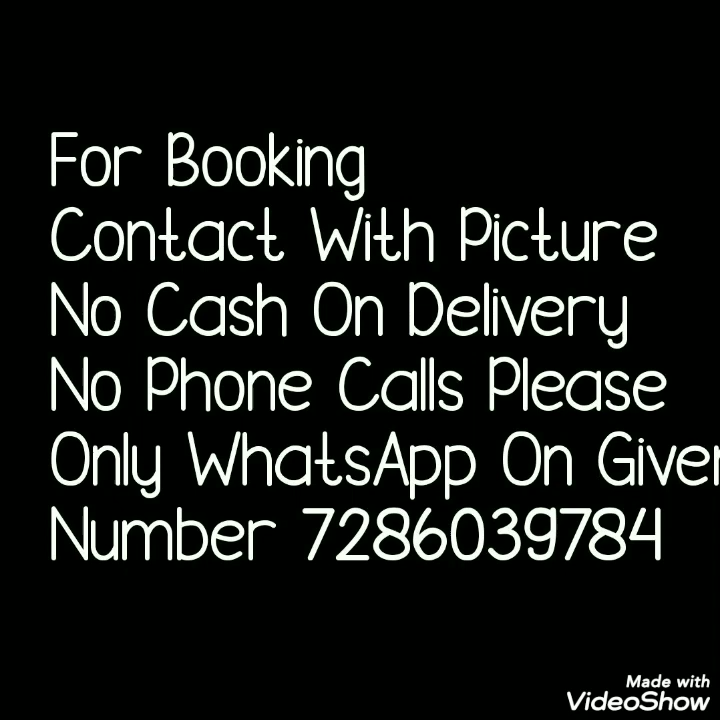 For Booking
Contact With Picture
No Cash On Delivery
No Phone Calls Please
Only WhatsApp On Given
Number 7286039784
Made with
VideoShow